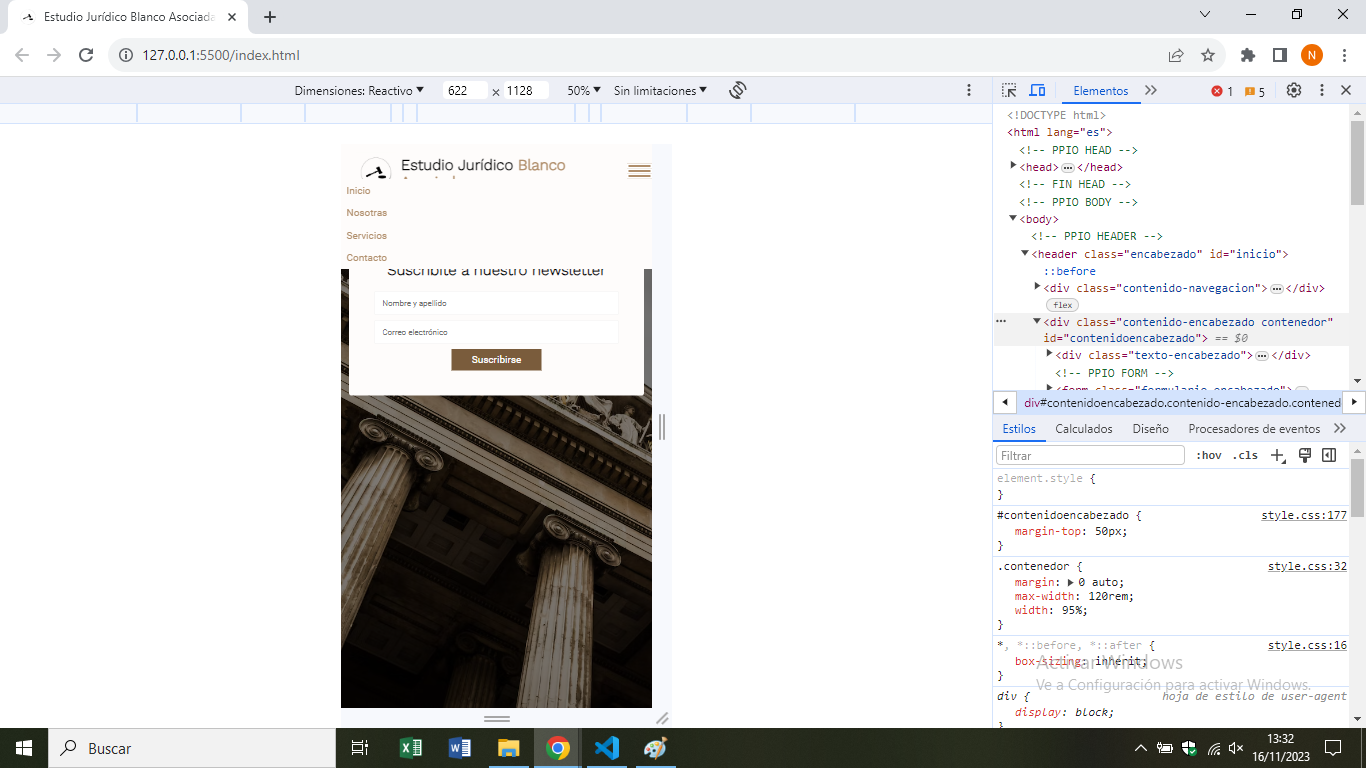 Estudio Jurídico Blanco Asociada
127.0.0.1:5500/index.html
N
Dimensiones: Reactivo 622 × 1128 50% Sin limitaciones
Elementos 1 5
Estudio Jurídico Blanco
Inicio
Nosotras
Servicios
Contacto
Suscribite a nuestro newsletter
Nombre y apellido
Correo electrónico
Suscribirse
<!DOCTYPE html>
<html lang="es">
<!-- PPIO HEAD -->
<head>…</head>
<!-- FIN HEAD -->
<!-- PPIO BODY -->
<body>
<!-- PPIO HEADER -->
<header class="encabezado" id="inicio">
::before
<div class="contenido-navegacion">…</div>
flex
<div class="contenido-encabezado contenedor"
id="contenidoencabezado"> == $0
<div class="texto-encabezado">…</div>
<!-- PPIO FORM -->
<form class="formulario-encabezado">…
div#contenidoencabezado.contenido-encabezado.contened
Estilos Calculados Diseño Procesadores de eventos
Filtrar :hov .cls
element.style {
}
#contenidoencabezado { style.css:177
margin-top: 50px;
}
.contenedor { style.css:32
margin: 0 auto;
max-width: 120rem;
width: 95%;
}
*, *::before, *::after { style.css:16
box-sizing: inherit;
}
Activar Windows
Ve a Configuración para activar Windows.
div { hoja de estilo de user-agent
display: block;
}
Buscar
13:32
16/11/2023